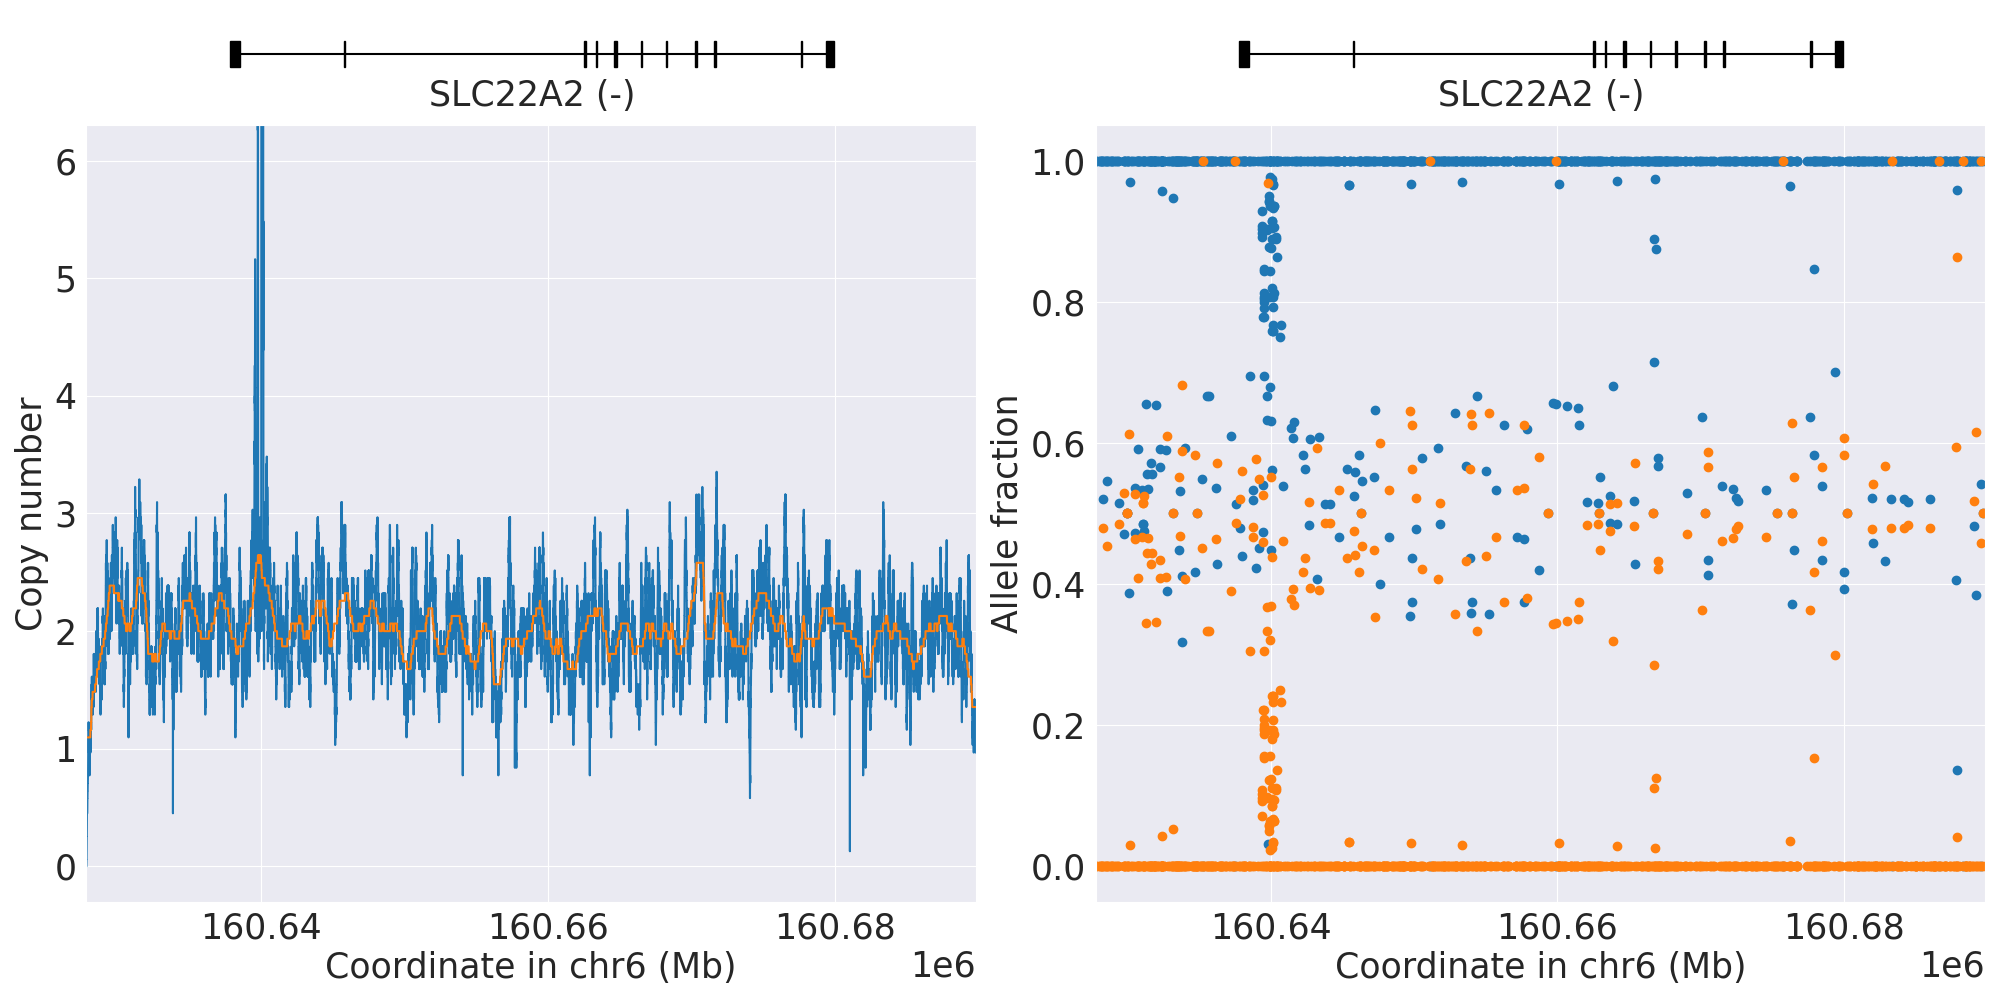 SLC22A2 (-)
6
5
4
3
2
1
0
Copy number
160.64 160.66 160.68
Coordinate in chr6 (Mb) 1e6
SLC22A2 (-)
1.0
0.8
0.6
0.4
0.2
0.0
Allele fraction
160.64 160.66 160.68
Coordinate in chr6 (Mb) 1e6